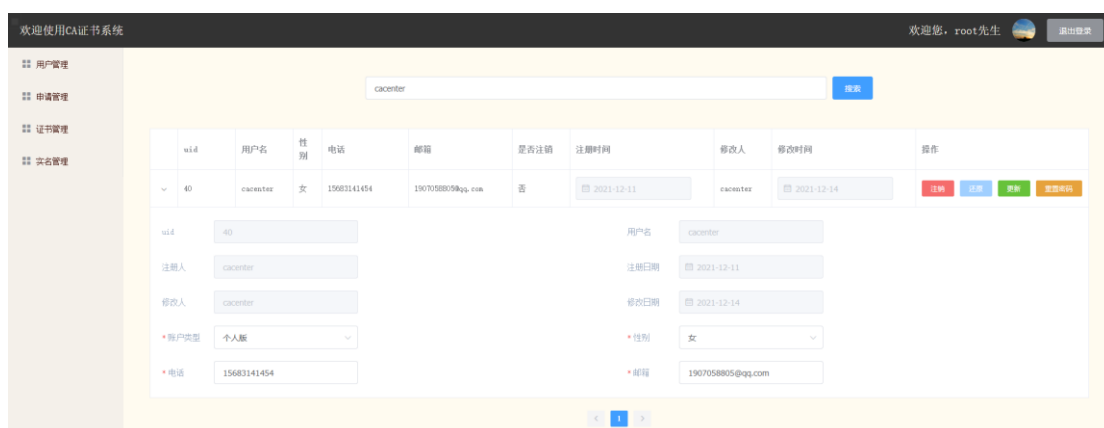 欢迎使用CA证书系统 欢迎您，root先生 退出登录
用户管理
申请管理
证书管理
实名管理
cacenter 搜索
uid 用户名 性别 电话 邮箱 是否注销 注册时间 修改人 修改时间 操作
40 cacenter 女 15683141454 1907058805@qq.com 否 2021-12-11 cacenter 2021-12-14 注销 还原 更新 重置密码
uid 40 用户名 cacenter
注册人 cacenter 注册日期 2021-12-11
修改人 cacenter 修改日期 2021-12-14
*账户类型 个人版 *性别 女
*电话 15683141454 *邮箱 1907058805@qq.com
< 1 >